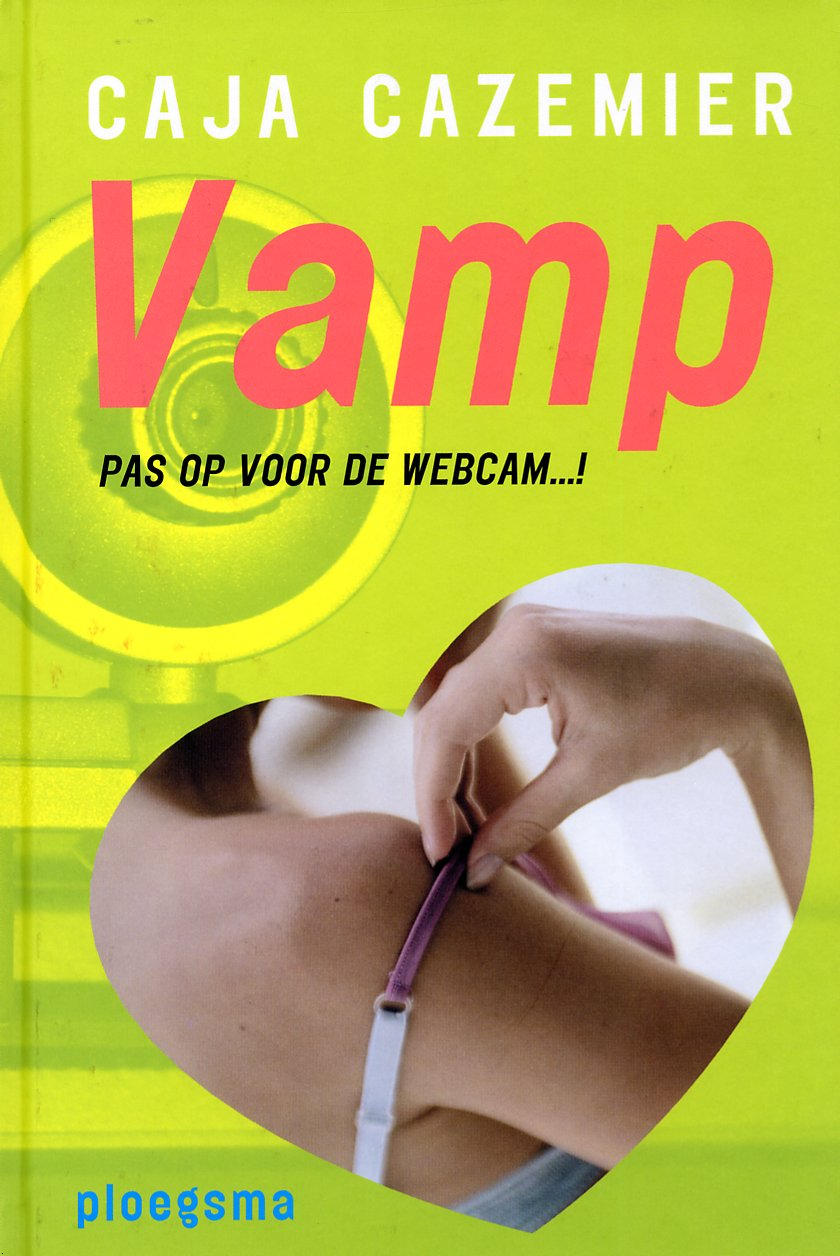 CAJA CAZEMIER
Vamp
PAS OP VOOR DE WEBCAM...!
ploegsma